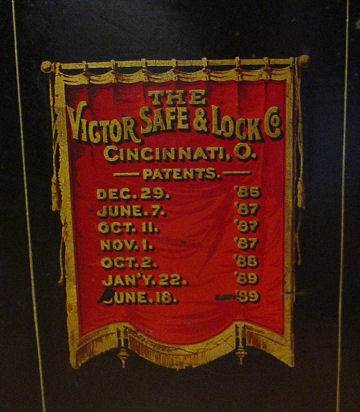 THE
VICTOR SAFE & LOCK CO
CINCINNATI, O.
— PATENTS. —
DEC. 29. '85
JUNE. 7. '87
OCT. 11. '87
NOV. 1. '87
OCT. 2. '88
JAN'Y. 22. '89
JUNE. 18. '89